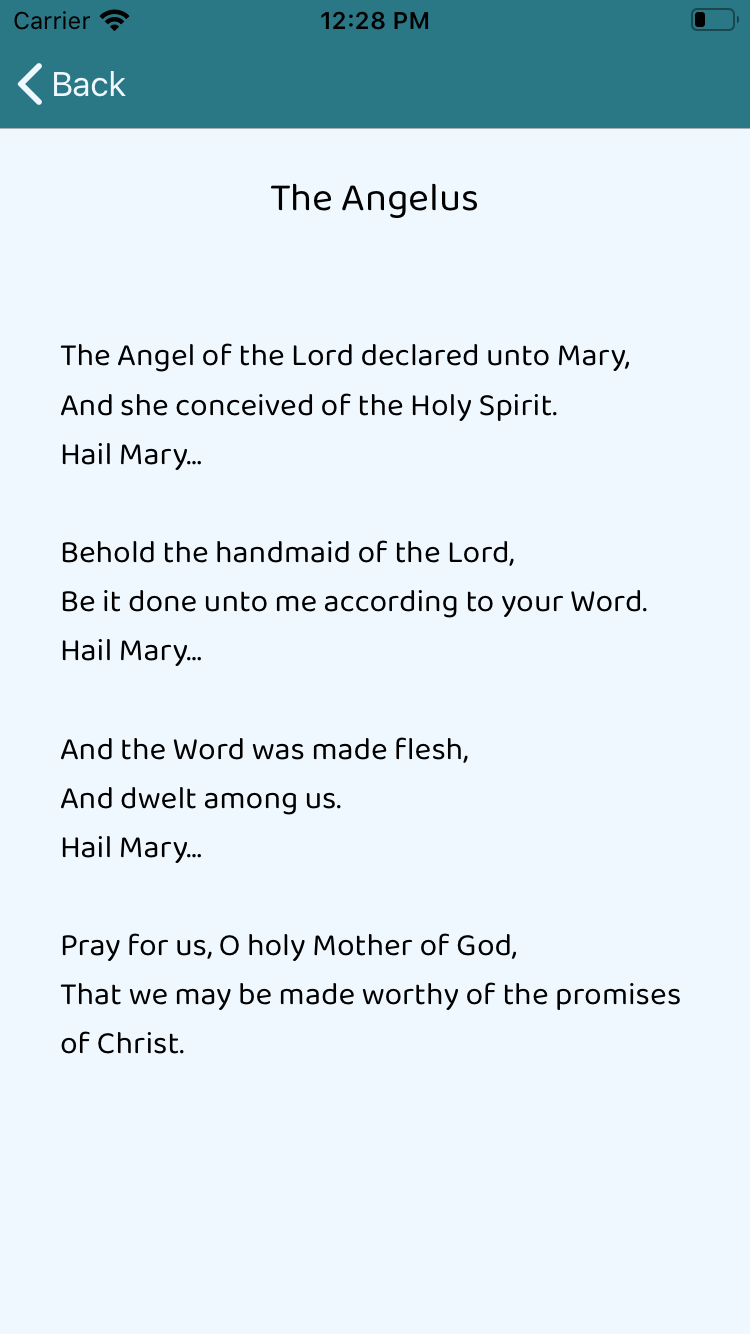 Carrier 12:28 PM
Back
The Angelus
The Angel of the Lord declared unto Mary,
And she conceived of the Holy Spirit.
Hail Mary...
Behold the handmaid of the Lord,
Be it done unto me according to your Word.
Hail Mary...
And the Word was made flesh,
And dwelt among us.
Hail Mary...
Pray for us, O holy Mother of God,
That we may be made worthy of the promises
of Christ.